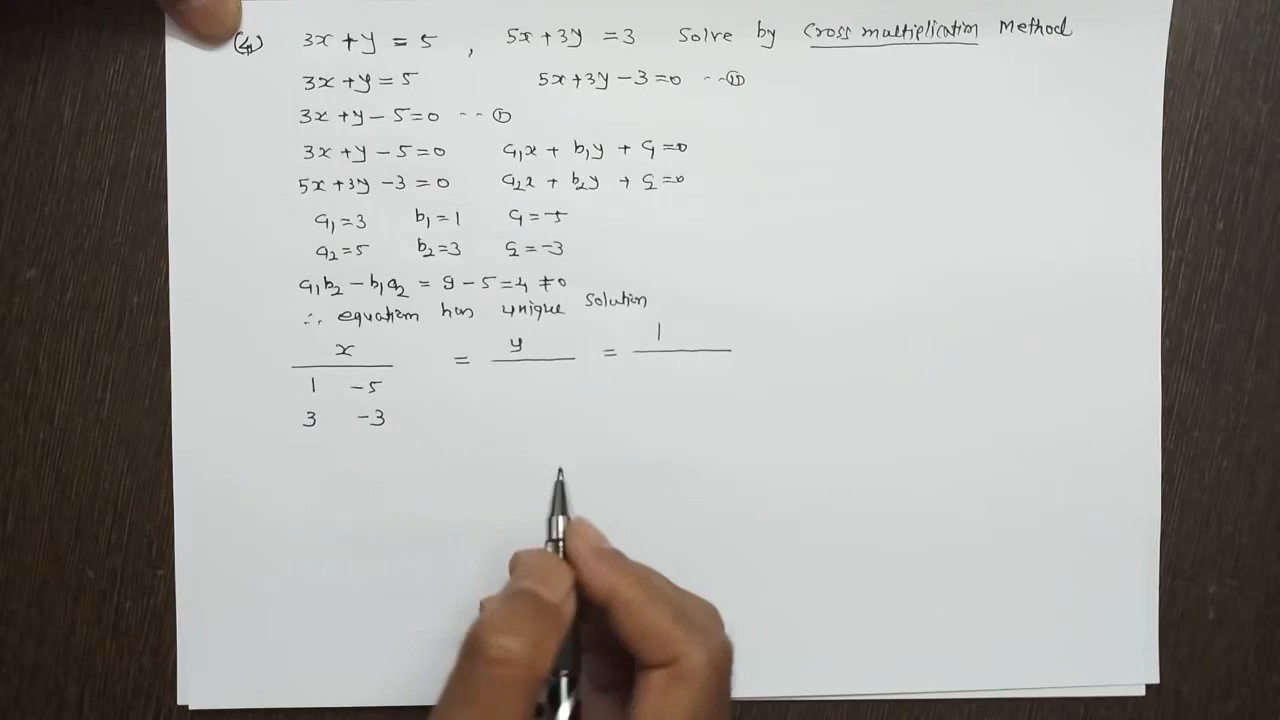 (4) 3x + y = 5 , 5x + 3y = 3 Solve by Cross multiplication Method
3x + y = 5 5x + 3y - 3 = 0 --- (II)
3x + y - 5 = 0 --- (I)
3x + y - 5 = 0 a₁x + b₁y + c₁ = 0
5x + 3y - 3 = 0 a₂x + b₂y + c₂ = 0
a₁ = 3 b₁ = 1 c₁ = -5
a₂ = 5 b₂ = 3 c₂ = -3
a₁b₂ - b₁a₂ = 9 - 5 = 4 ≠ 0
∴ equation has unique solution
x = y = 1
1 -5
3 -3